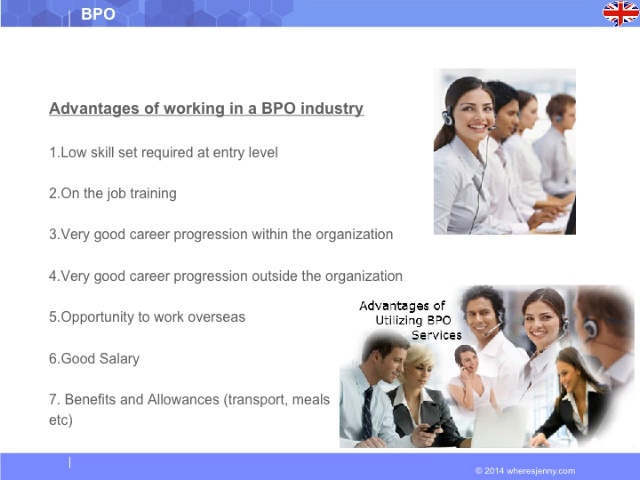 BPO
Advantages of working in a BPO industry
1.Low skill set required at entry level
2.On the job training
3.Very good career progression within the organization
4.Very good career progression outside the organization
5.Opportunity to work overseas
6.Good Salary
7. Benefits and Allowances (transport, meals
etc)
Advantages of
Utilizing BPO
Services
© 2014 wheresjenny.com